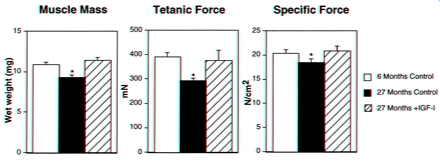 Muscle Mass
Tetanic Force
Specific Force
Wet weight (mg)
15
10
5
0
*
mN
500
400
300
200
100
0
*
N/cm²
25
20
15
10
5
0
*
6 Months Control
27 Months Control
27 Months +IGF-I